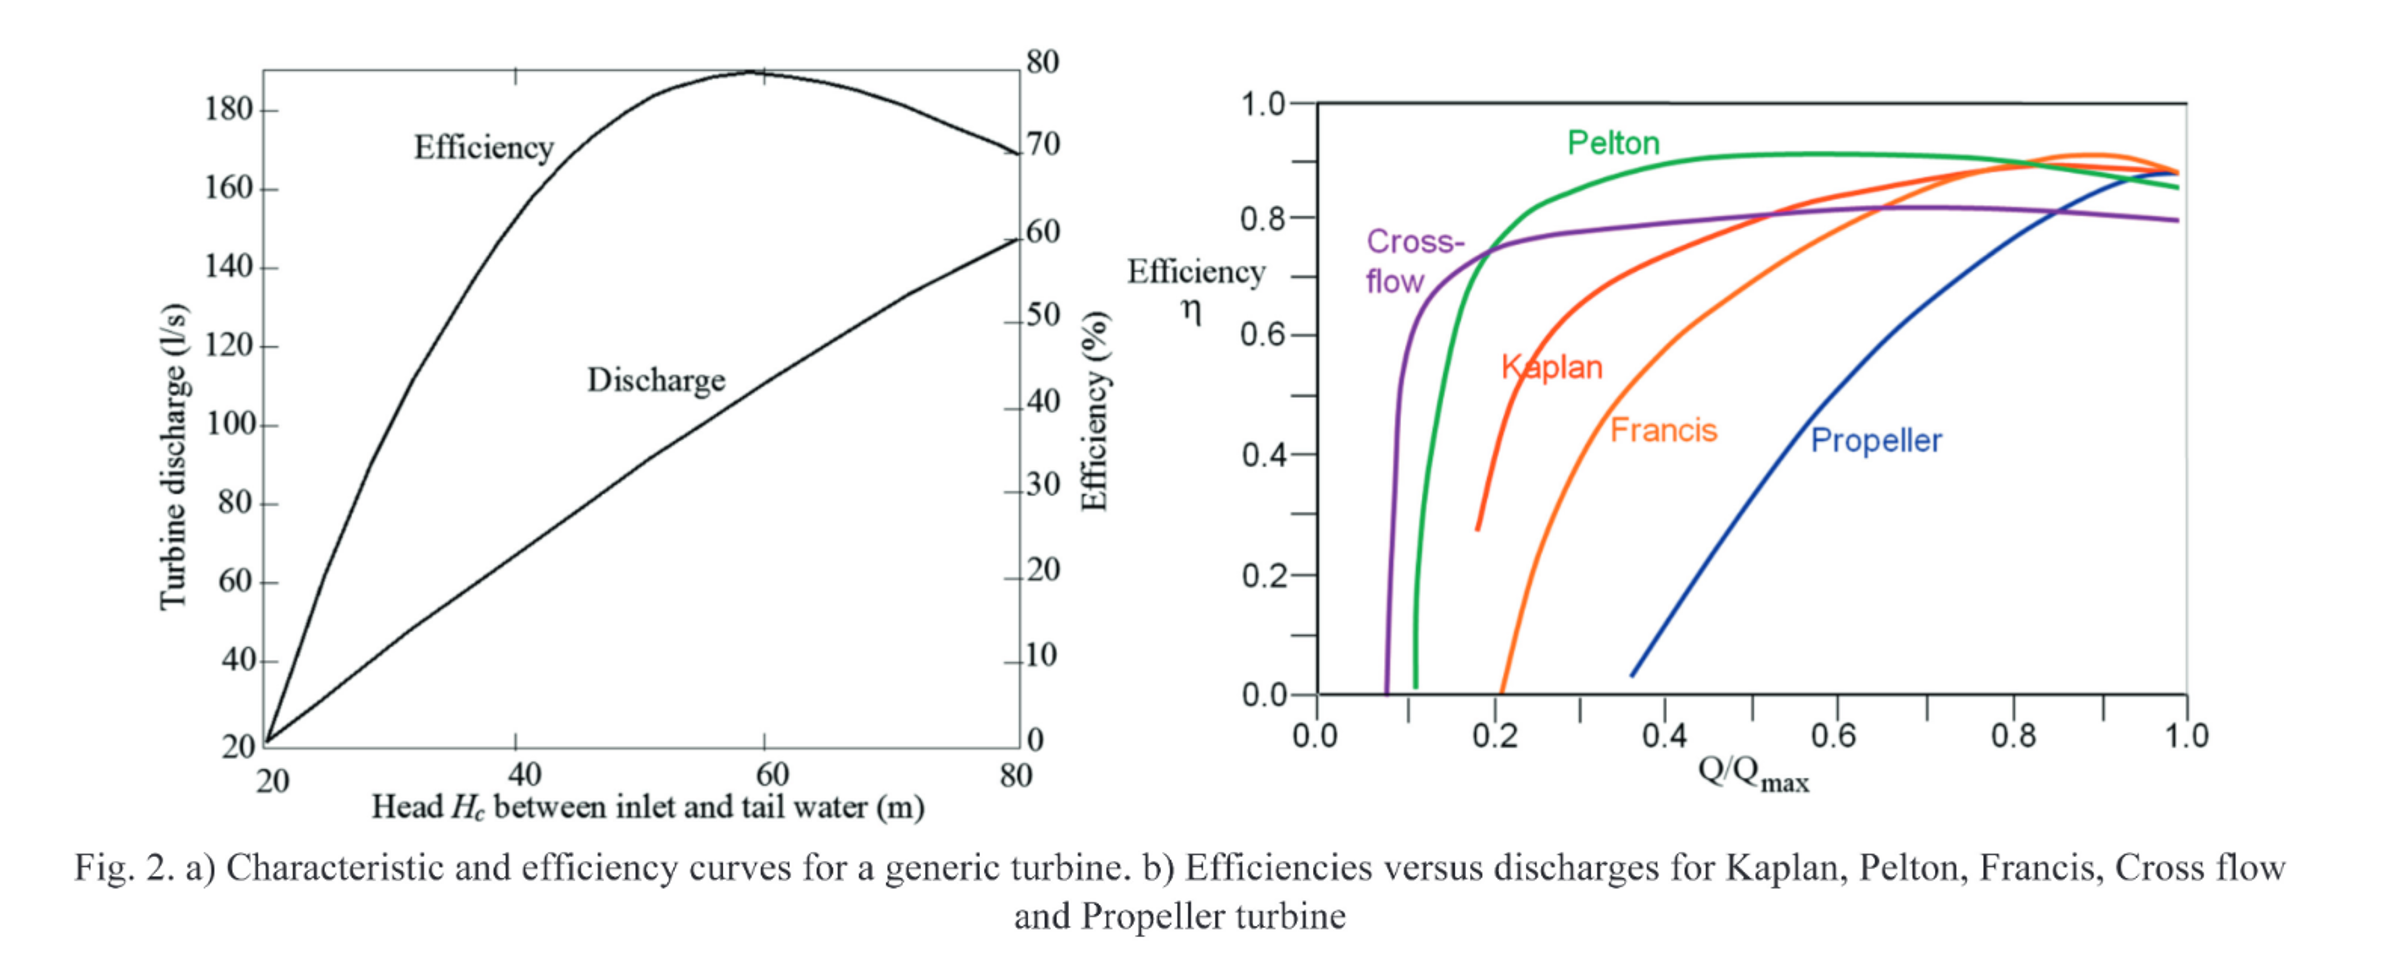 180
160
140
120
100
80
60
40
20
Turbine discharge (l/s)
Efficiency
Discharge
80
70
60
50
40
30
20
10
0
Efficiency (%)
20
40
60
80
Head Hc between inlet and tail water (m)
1.0
0.8
0.6
0.4
0.2
0.0
Efficiency
η
Pelton
Cross-
flow
Kaplan
Francis
Propeller
0.0
0.2
0.4
0.6
0.8
1.0
Q/Qmax
Fig. 2. a) Characteristic and efficiency curves for a generic turbine. b) Efficiencies versus discharges for Kaplan, Pelton, Francis, Cross flow
and Propeller turbine